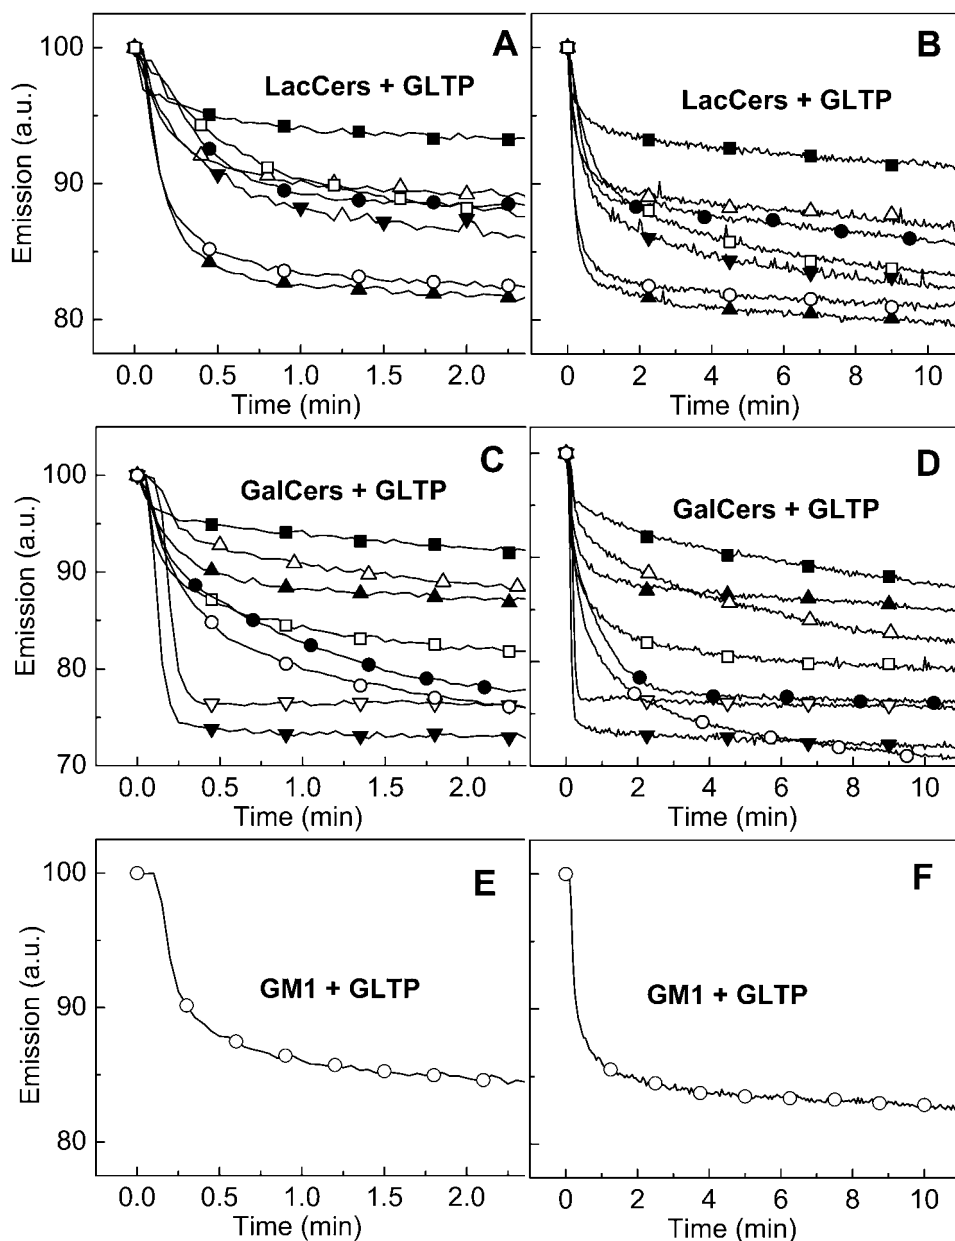 A
B
LacCers + GLTP
LacCers + GLTP
Emission (a.u.)
100
90
80
0.0 0.5 1.0 1.5 2.0
0 2 4 6 8 10
Time (min)
Time (min)
C
D
GalCers + GLTP
GalCers + GLTP
Emission (a.u.)
100
90
80
70
0.0 0.5 1.0 1.5 2.0
0 2 4 6 8 10
Time (min)
Time (min)
E
F
GM1 + GLTP
GM1 + GLTP
Emission (a.u.)
100
90
80
0.0 0.5 1.0 1.5 2.0
0 2 4 6 8 10
Time (min)
Time (min)